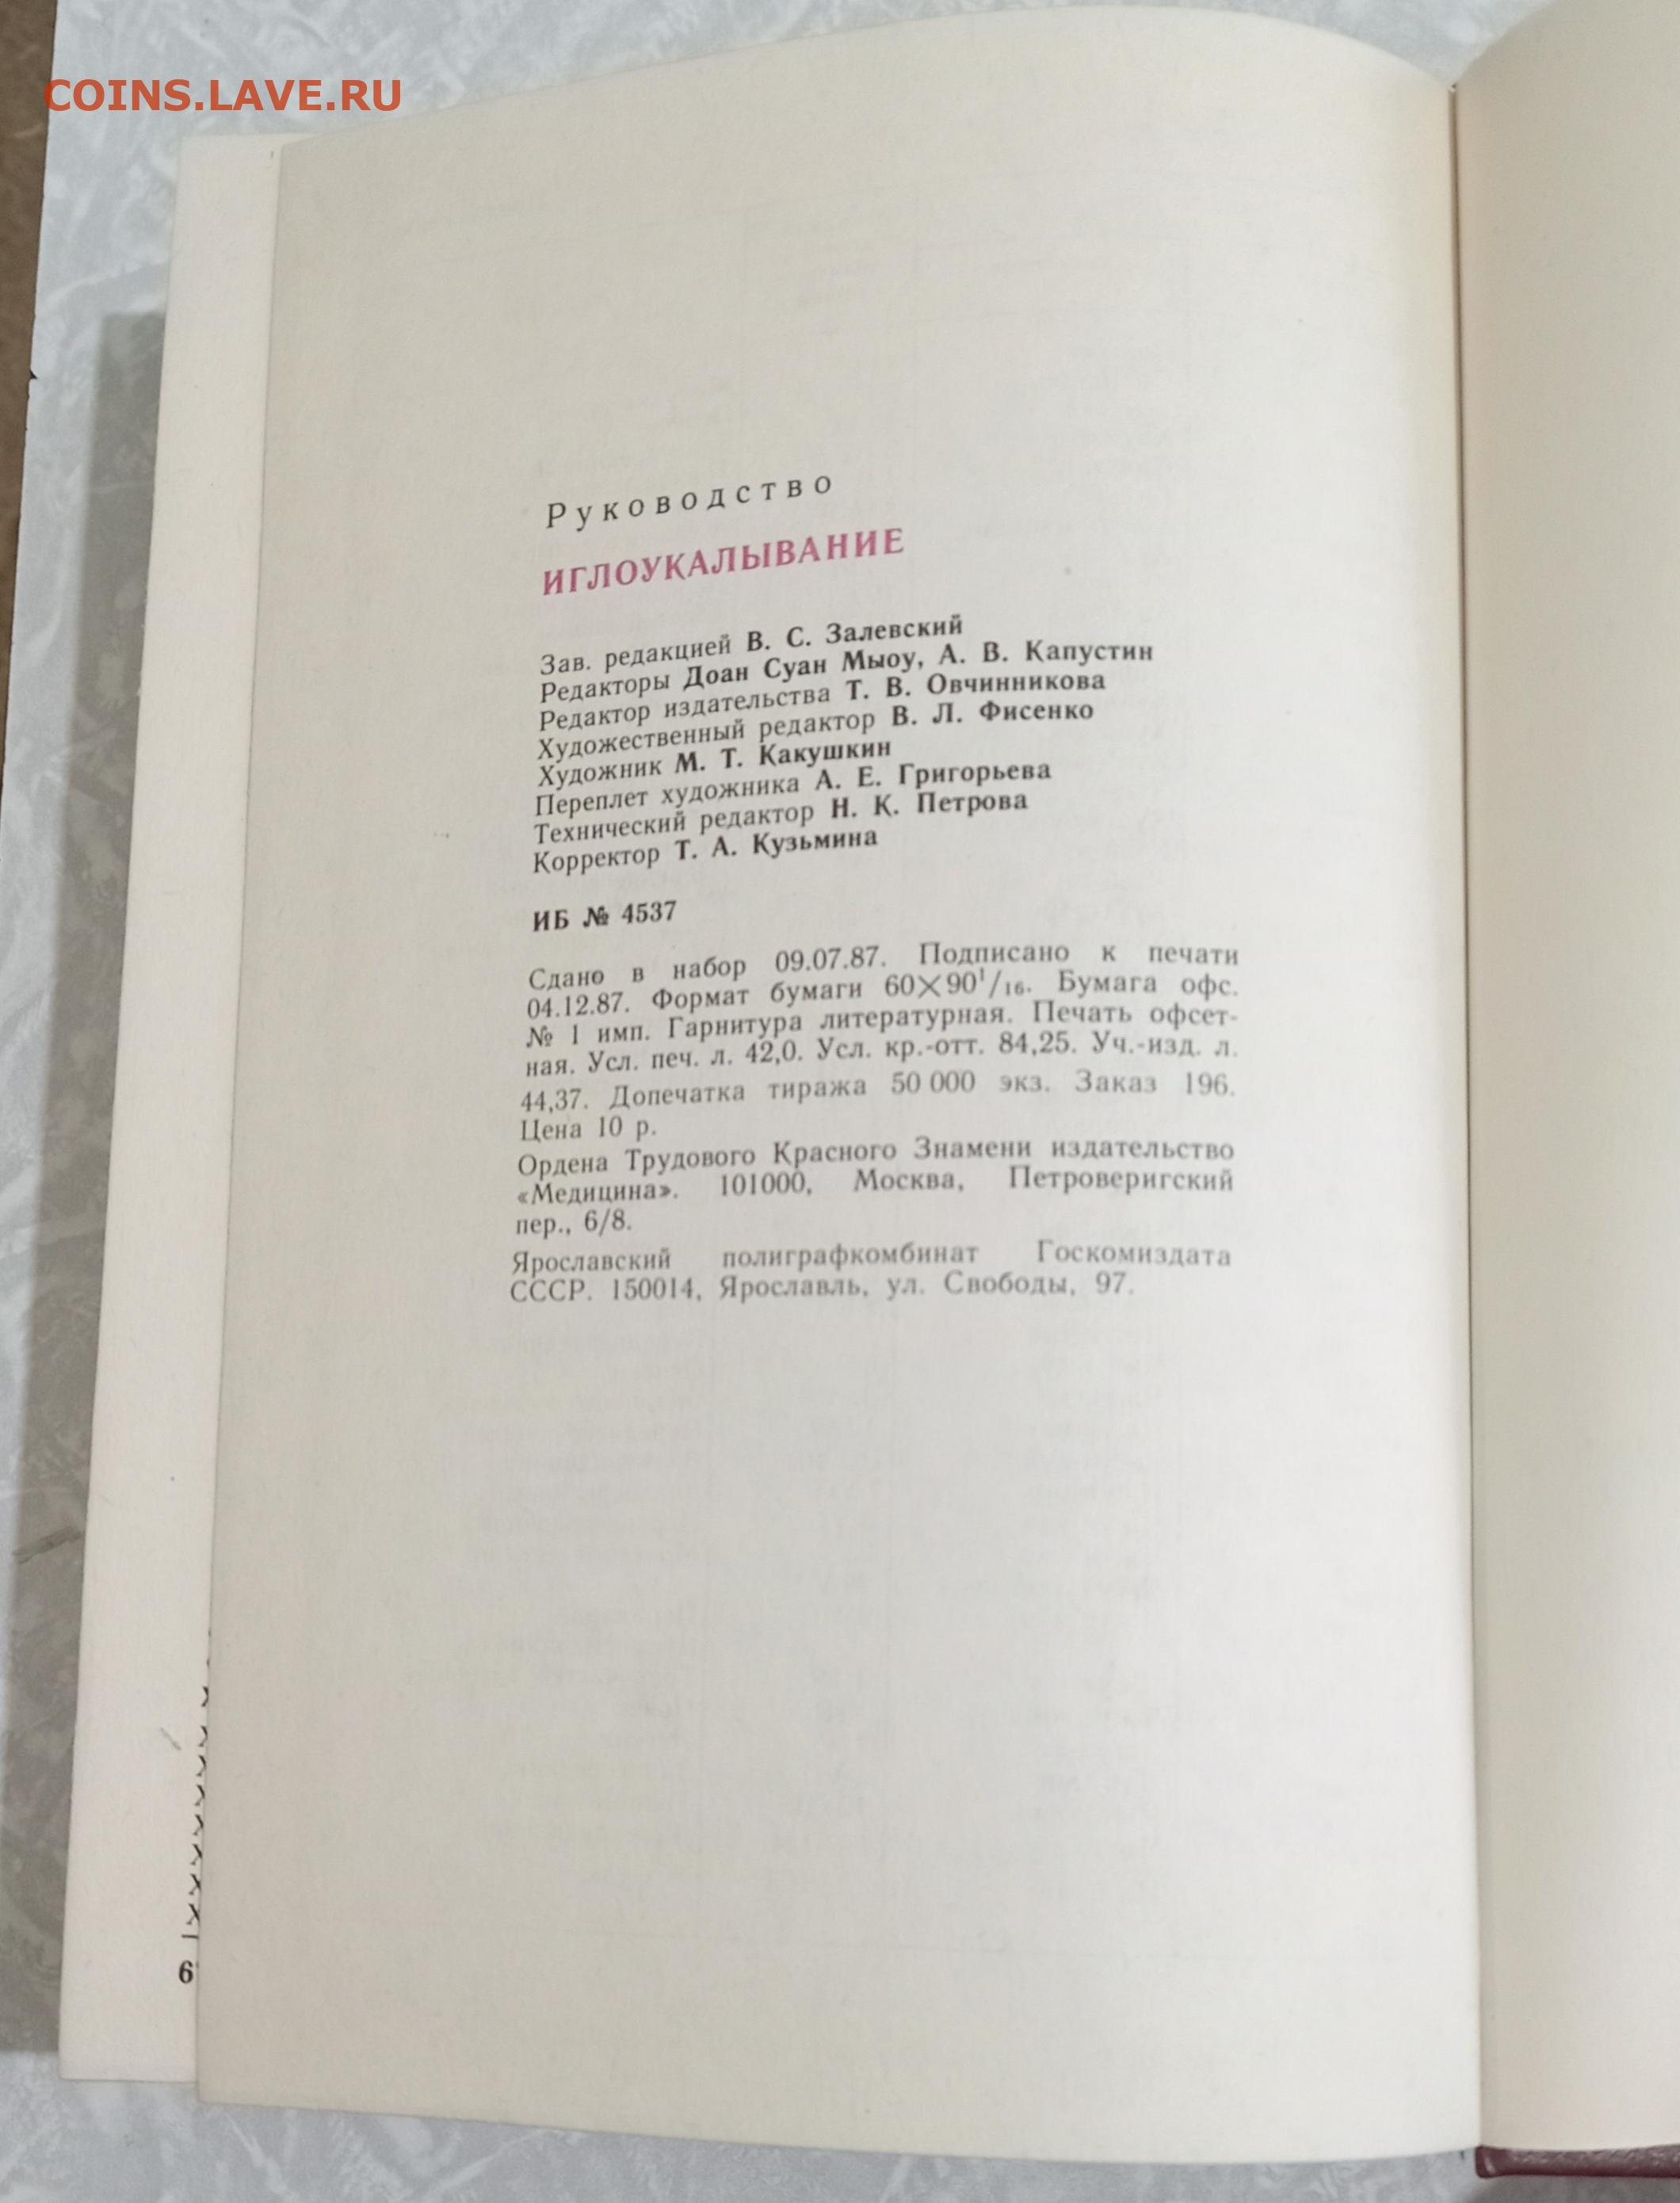 COINS.LAVE.RU
Руководство
ИГЛОУКАЛЫВАНИЕ
Зав. редакцией В. С. Залевский
Редакторы Доан Суан Мыоу, А. В. Капустин
Редактор издательства Т. В. Овчинникова
Художественный редактор В. Л. Фисенко
Художник М. Т. Какушкин
Переплет художника А. Е. Григорьева
Технический редактор Н. К. Петрова
Корректор Т. А. Кузьмина
ИБ № 4537
Сдано в набор 09.07.87. Подписано к печати
04.12.87. Формат бумаги 60×90¹/₁₆. Бумага офс.
№ 1 имп. Гарнитура литературная. Печать офсет-
ная. Усл. печ. л. 42,0. Усл. кр.-отт. 84,25. Уч.-изд. л.
44,37. Допечатка тиража 50 000 экз. Заказ 196.
Цена 10 р.
Ордена Трудового Красного Знамени издательство
«Медицина». 101000, Москва, Петроверигский
пер., 6/8.
Ярославский полиграфкомбинат Госкомиздата
СССР. 150014, Ярославль, ул. Свободы, 97.
6